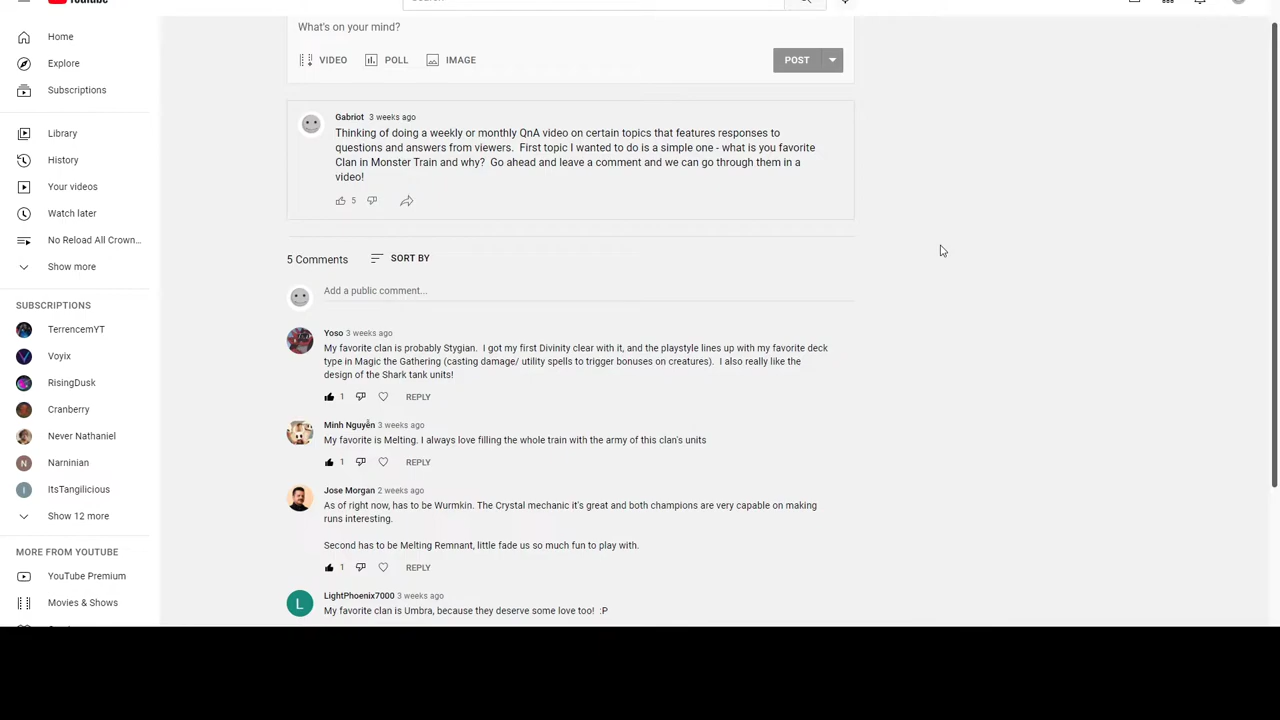 Home
Explore
Subscriptions
Library
History
Your videos
Watch later
No Reload All Crown...
Show more
SUBSCRIPTIONS
TerrencemYT
Voyix
RisingDusk
Cranberry
Never Nathaniel
N Narninian
ItsTangilicious
Show 12 more
MORE FROM YOUTUBE
YouTube Premium
Movies & Shows
What's on your mind?
VIDEO POLL IMAGE POST
Gabriot 3 weeks ago
Thinking of doing a weekly or monthly QnA video on certain topics that features responses to
questions and answers from viewers. First topic I wanted to do is a simple one - what is you favorite
Clan in Monster Train and why? Go ahead and leave a comment and we can go through them in a
video!
5
5 Comments SORT BY
Add a public comment...
Yoso 3 weeks ago
My favorite clan is probably Stygian. I got my first Divinity clear with it, and the playstyle lines up with my favorite deck
type in Magic the Gathering (casting damage/ utility spells to trigger bonuses on creatures). I also really like the
design of the Shark tank units!
1 REPLY
Minh Nguyễn 3 weeks ago
My favorite is Melting. I always love filling the whole train with the army of this clan's units
1 REPLY
Jose Morgan 2 weeks ago
As of right now, has to be Wurmkin. The Crystal mechanic it's great and both champions are very capable on making
runs interesting.
Second has to be Melting Remnant, little fade us so much fun to play with.
1 REPLY
L LightPhoenix7000 3 weeks ago
My favorite clan is Umbra, because they deserve some love too! :P